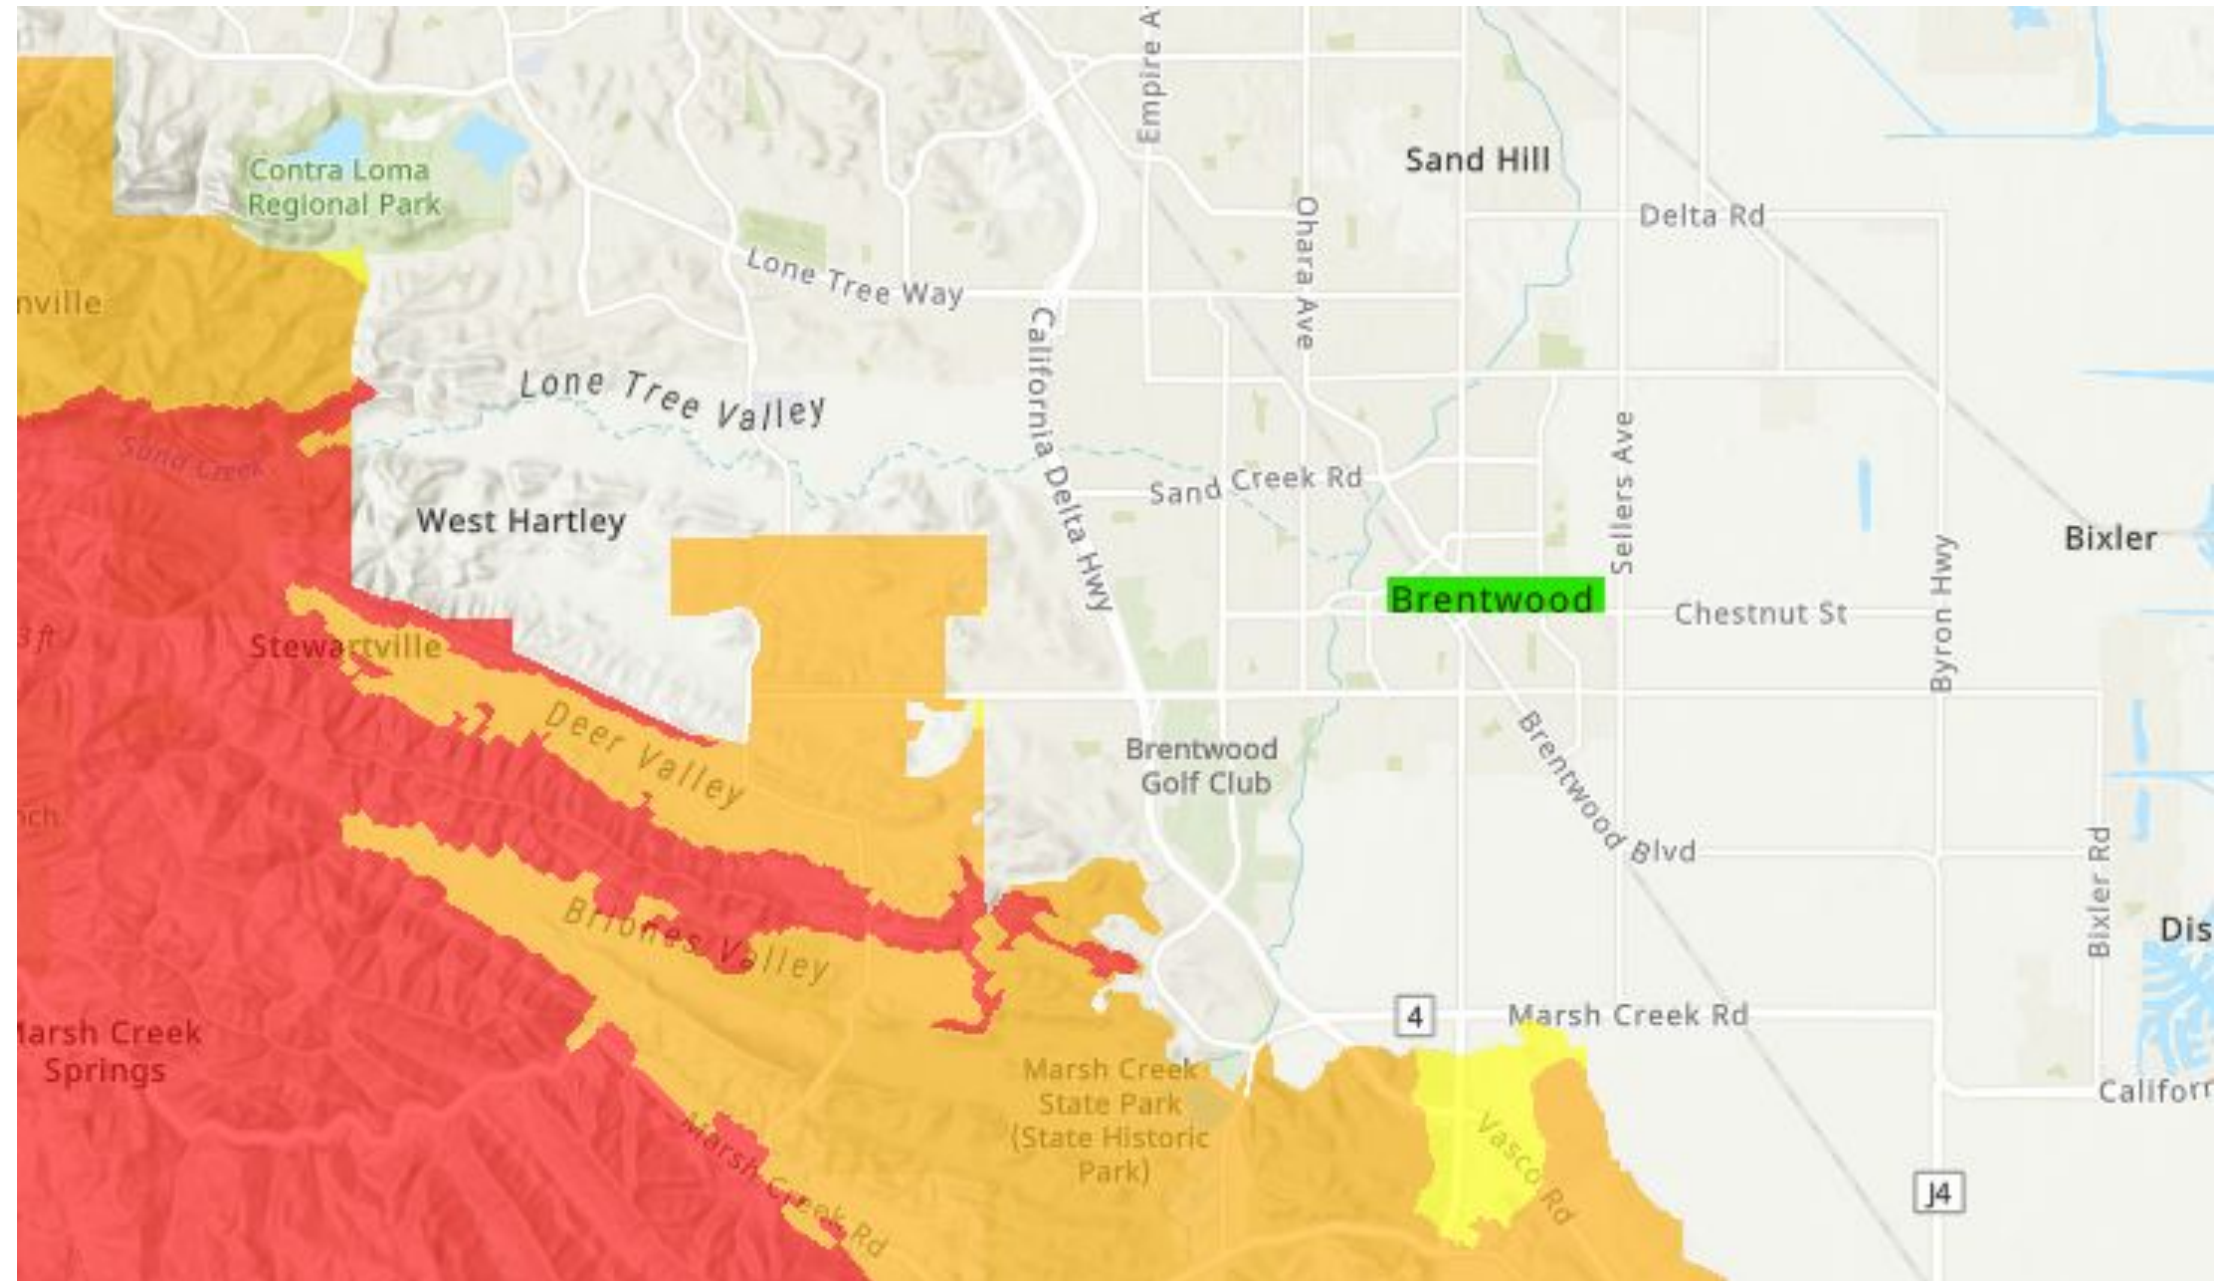 Empire A
Sand Hill
Contra Loma
Regional Park
Delta Rd
Ohara Ave
Lone Tree Way
nville
California Delta Hwy
Lone Tree Valley
Sand Creek
Sand Creek Rd
Sellers Ave
West Hartley
Bixler
Brentwood
Chestnut St
Byron Hwy
3 ft
Stewartville
Deer Valley
Brentwood
Golf Club
Brentwood Blvd
och
Bixler Rd
Briones Valley
Dis
4
Marsh Creek Rd
Marsh Creek
Springs
Marsh Creek
State Park
(State Historic
Park)
Califor
Vasco Rd
Marsh Creek Rd
J4